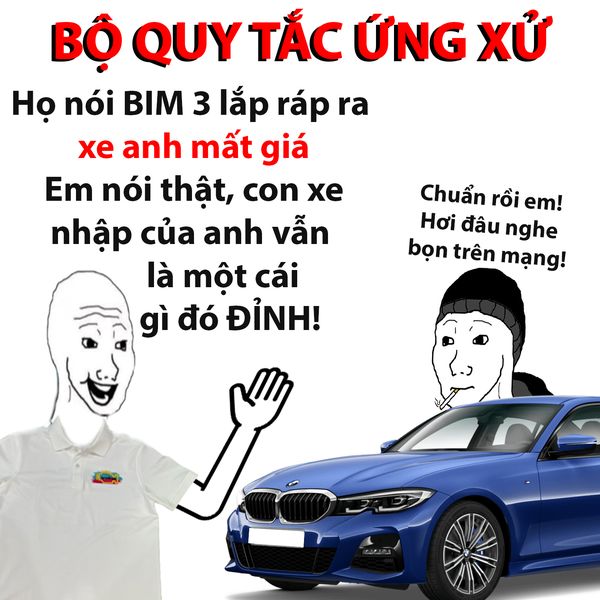 BỘ QUY TẮC ỨNG XỬ
Họ nói BIM 3 lắp ráp ra
xe anh mất giá
Em nói thật, con xe
nhập của anh vẫn
là một cái
gì đó ĐỈNH!
Chuẩn rồi em!
Hơi đâu nghe
bọn trên mạng!